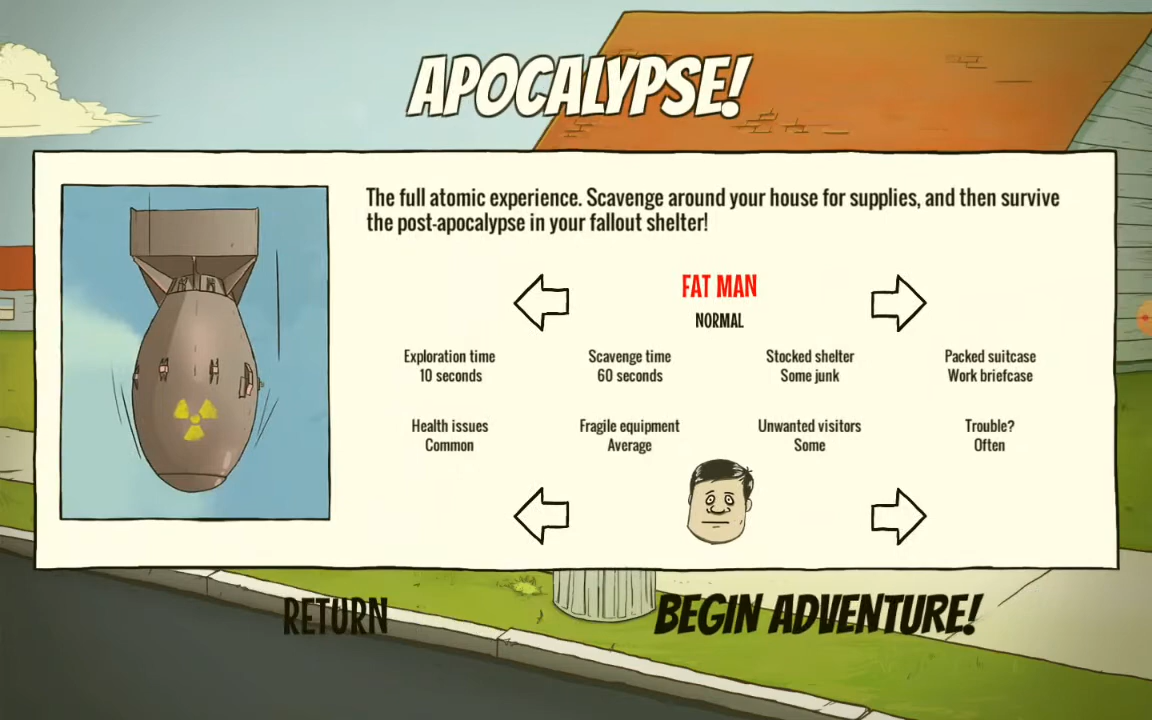 APOCALYPSE!
The full atomic experience. Scavenge around your house for supplies, and then survive
the post-apocalypse in your fallout shelter!
FAT MAN
NORMAL
Exploration time
10 seconds
Scavenge time
60 seconds
Stocked shelter
Some junk
Packed suitcase
Work briefcase
Health issues
Common
Fragile equipment
Average
Unwanted visitors
Some
Trouble?
Often
RETURN
BEGIN ADVENTURE!